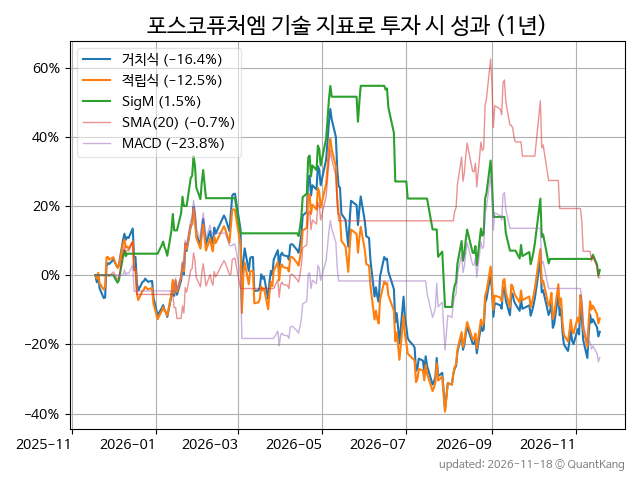 포스코퓨처엠 기술 지표로 투자 시 성과 (1년)
거치식 (−16.4%)
적립식 (−12.5%)
SigM (1.5%)
SMA(20) (−0.7%)
MACD (−23.8%)
60%
40%
20%
0%
−20%
−40%
2025-11 2026-01 2026-03 2026-05 2026-07 2026-09 2026-11
updated: 2026-11-18 © QuantKang